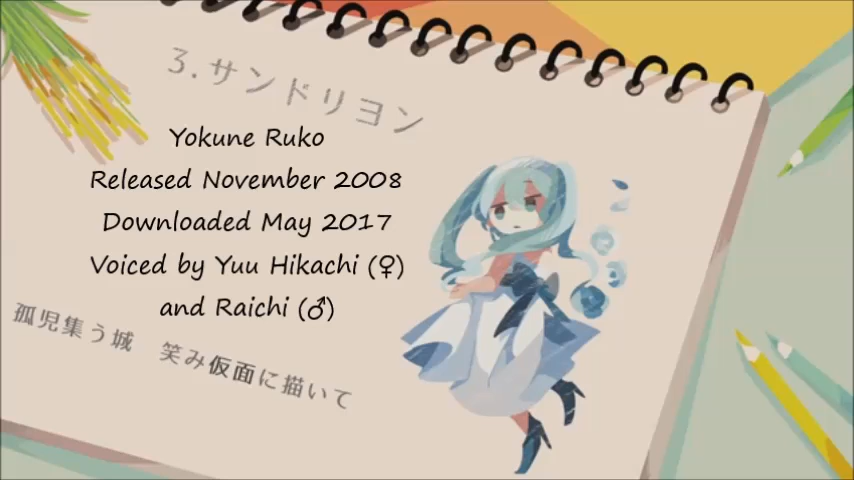 3.サンドリヨン
Yokune Ruko
Released November 2008
Downloaded May 2017
Voiced by Yuu Hikachi (♀)
and Raichi (♂)
孤児集う城 笑み仮面に描いて